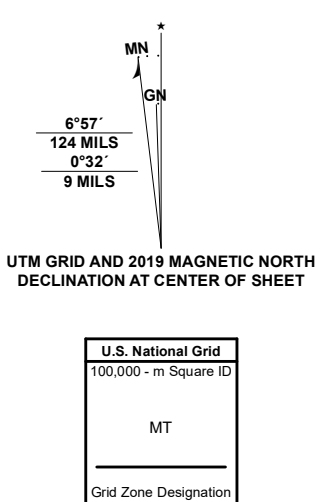 ★
MN
GN
6°57´
124 MILS
0°32´
9 MILS
UTM GRID AND 2019 MAGNETIC NORTH
DECLINATION AT CENTER OF SHEET
U.S. National Grid
100,000 - m Square ID
MT
Grid Zone Designation